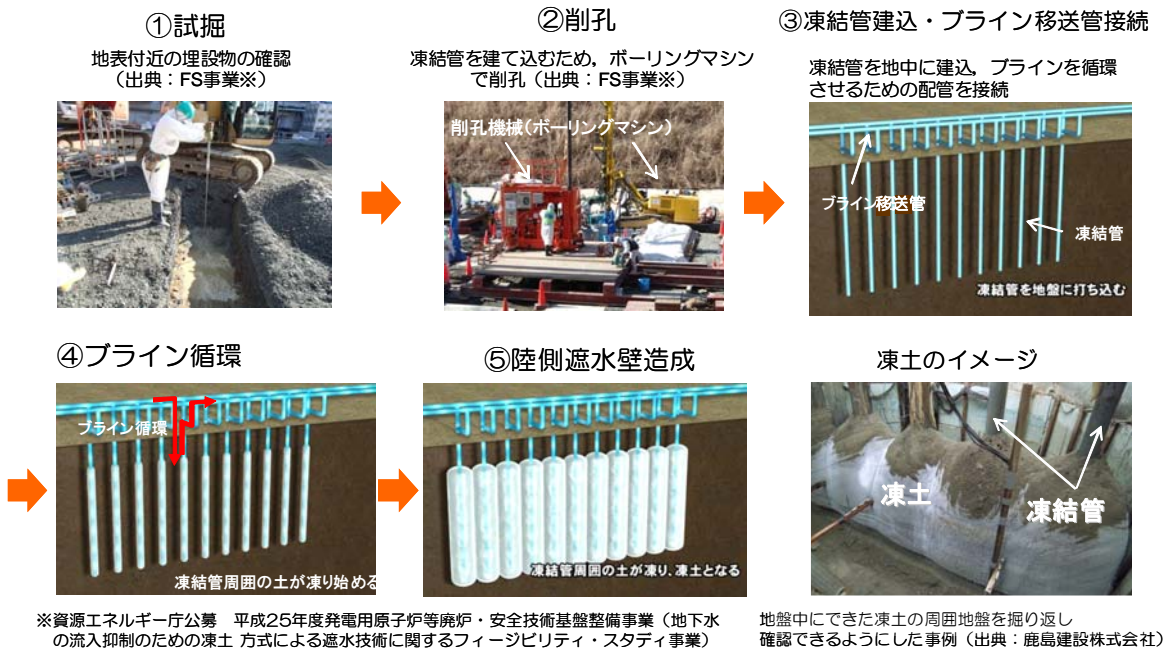 ①試掘
地表付近の埋設物の確認
（出典：FS事業※）
②削孔
凍結管を建て込むため，ボーリングマシン
で削孔（出典：FS事業※）
削孔機械（ボーリングマシン）
③凍結管建込・ブライン移送管接続
凍結管を地中に建込，ブラインを循環
させるための配管を接続
ブライン移送管
凍結管
凍結管を地盤に打ち込む
④ブライン循環
ブライン循環
凍結管周囲の土が凍り始める
⑤陸側遮水壁造成
凍結管周囲の土が凍り、凍土となる
凍土のイメージ
凍土
凍結管
※資源エネルギー庁公募　平成25年度発電用原子炉等廃炉・安全技術基盤整備事業（地下水
の流入抑制のための凍土 方式による遮水技術に関するフィージビリティ・スタディ事業）
地盤中にできた凍土の周囲地盤を掘り返し
確認できるようにした事例（出典：鹿島建設株式会社）